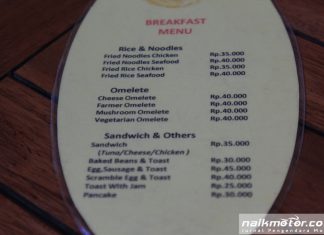 BREAKFAST
MENU
Rice & Noodles
Fried Noodles Chicken Rp.35.000
Fried Noodles Seafood Rp.40.000
Fried Rice Chicken Rp.35.000
Fried Rice Seafood Rp.40.000
Omelete
Cheese Omelete Rp.40.000
Farmer Omelete Rp.40.000
Mushroom Omelete Rp.40.000
Vegetarian Omelete Rp.40.000
Sandwich & Others
Sandwich Rp.35.000
(Tuna/Cheese/Chicken)
Baked Beans & Toast Rp.30.000
Egg,Sausage & Toast Rp.45.000
Scramble Egg & Toast Rp.40.000
Toast With Jam Rp.25.000
Pancake Rp.30.000
naikmotor.co
Jurnal Pengendara Mo